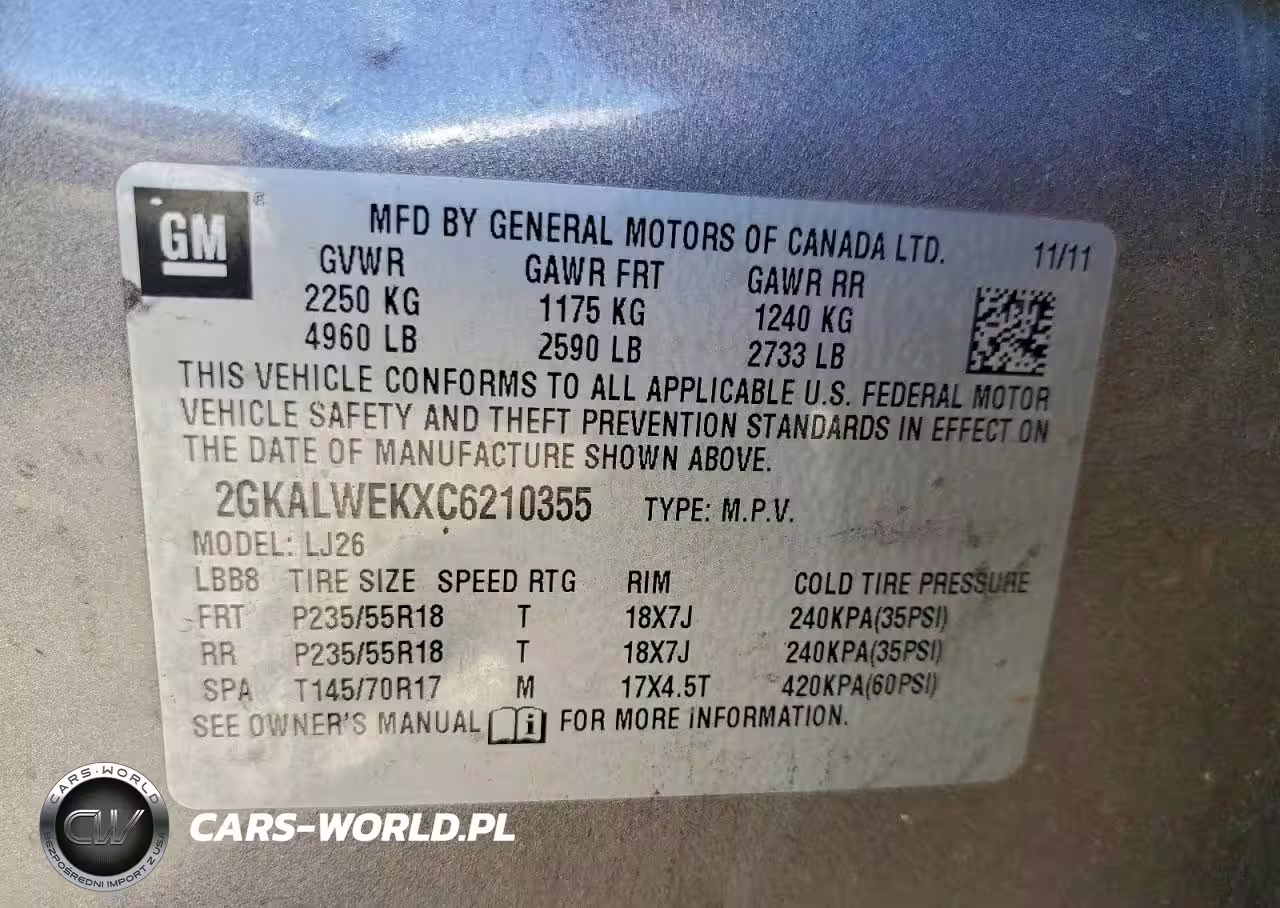 GM ®
MFD BY GENERAL MOTORS OF CANADA LTD. 11/11
GVWR GAWR FRT GAWR RR
2250 KG 1175 KG 1240 KG
4960 LB 2590 LB 2733 LB
THIS VEHICLE CONFORMS TO ALL APPLICABLE U.S. FEDERAL MOTOR
VEHICLE SAFETY AND THEFT PREVENTION STANDARDS IN EFFECT ON
THE DATE OF MANUFACTURE SHOWN ABOVE.
2GKALWEKXC6210355 TYPE: M.P.V.
MODEL: LJ26
LBB8 TIRE SIZE SPEED RTG RIM COLD TIRE PRESSURE
FRT P235/55R18 T 18X7J 240KPA(35PSI)
RR P235/55R18 T 18X7J 240KPA(35PSI)
SPA T145/70R17 M 17X4.5T 420KPA(60PSI)
SEE OWNER'S MANUAL i FOR MORE INFORMATION.
CARS-WORLD
CW
BEZPOŚREDNI IMPORT Z USA
CARS-WORLD.PL